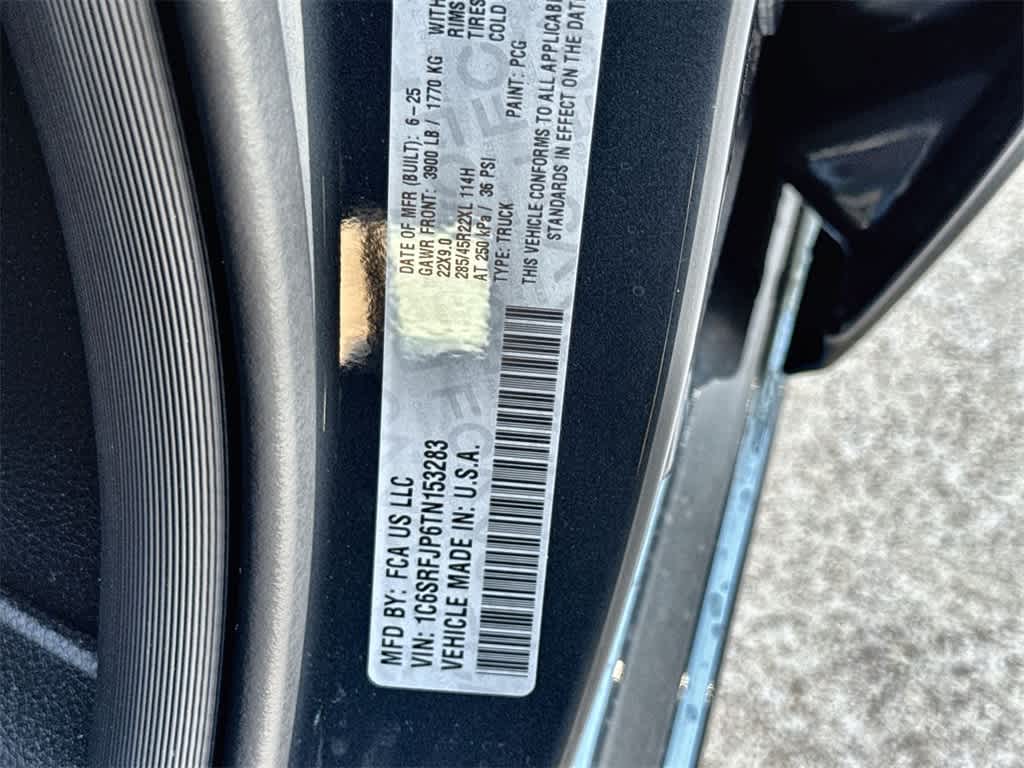 MFD BY: FCA US LLC
VIN: 1C6SRFJP6TN153283
VEHICLE MADE IN: U.S.A.
DATE OF MFR (BUILT): 6-25
GAWR FRONT: 3900 LB / 1770 KG WITH
22X9.0 RIMS
285/45R22XL 114H TIRES
AT 250 kPa / 36 PSI COLD
TYPE: TRUCK PAINT: PCG
THIS VEHICLE CONFORMS TO ALL
STANDARDS IN EFFECT ON THE